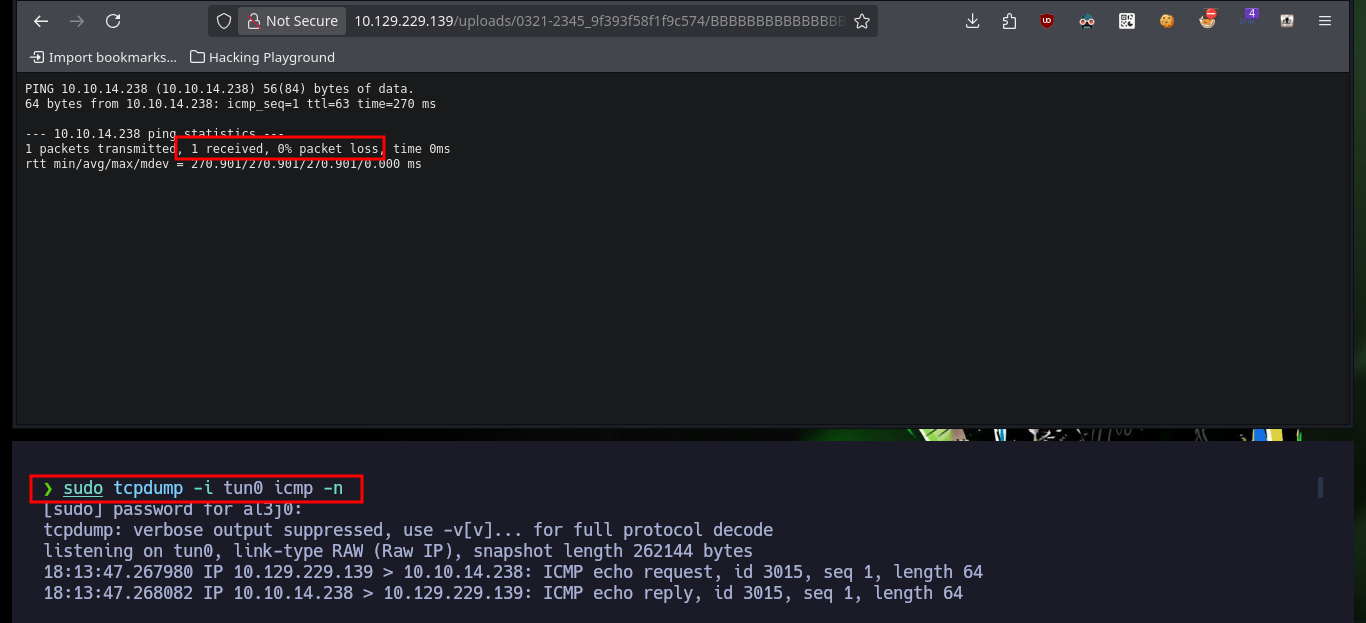 Not Secure 10.129.229.139/uploads/0321-2345_9f393f58f1f9c574/BBBBBBBBBBBBBBB
UD
4
Import bookmarks... Hacking Playground
PING 10.10.14.238 (10.10.14.238) 56(84) bytes of data.
64 bytes from 10.10.14.238: icmp_seq=1 ttl=63 time=270 ms
--- 10.10.14.238 ping statistics ---
1 packets transmitted, 1 received, 0% packet loss, time 0ms
rtt min/avg/max/mdev = 270.901/270.901/270.901/0.000 ms
❯ sudo tcpdump -i tun0 icmp -n
[sudo] password for al3j0:
tcpdump: verbose output suppressed, use -v[v]... for full protocol decode
listening on tun0, link-type RAW (Raw IP), snapshot length 262144 bytes
18:13:47.267980 IP 10.129.229.139 > 10.10.14.238: ICMP echo request, id 3015, seq 1, length 64
18:13:47.268082 IP 10.10.14.238 > 10.129.229.139: ICMP echo reply, id 3015, seq 1, length 64